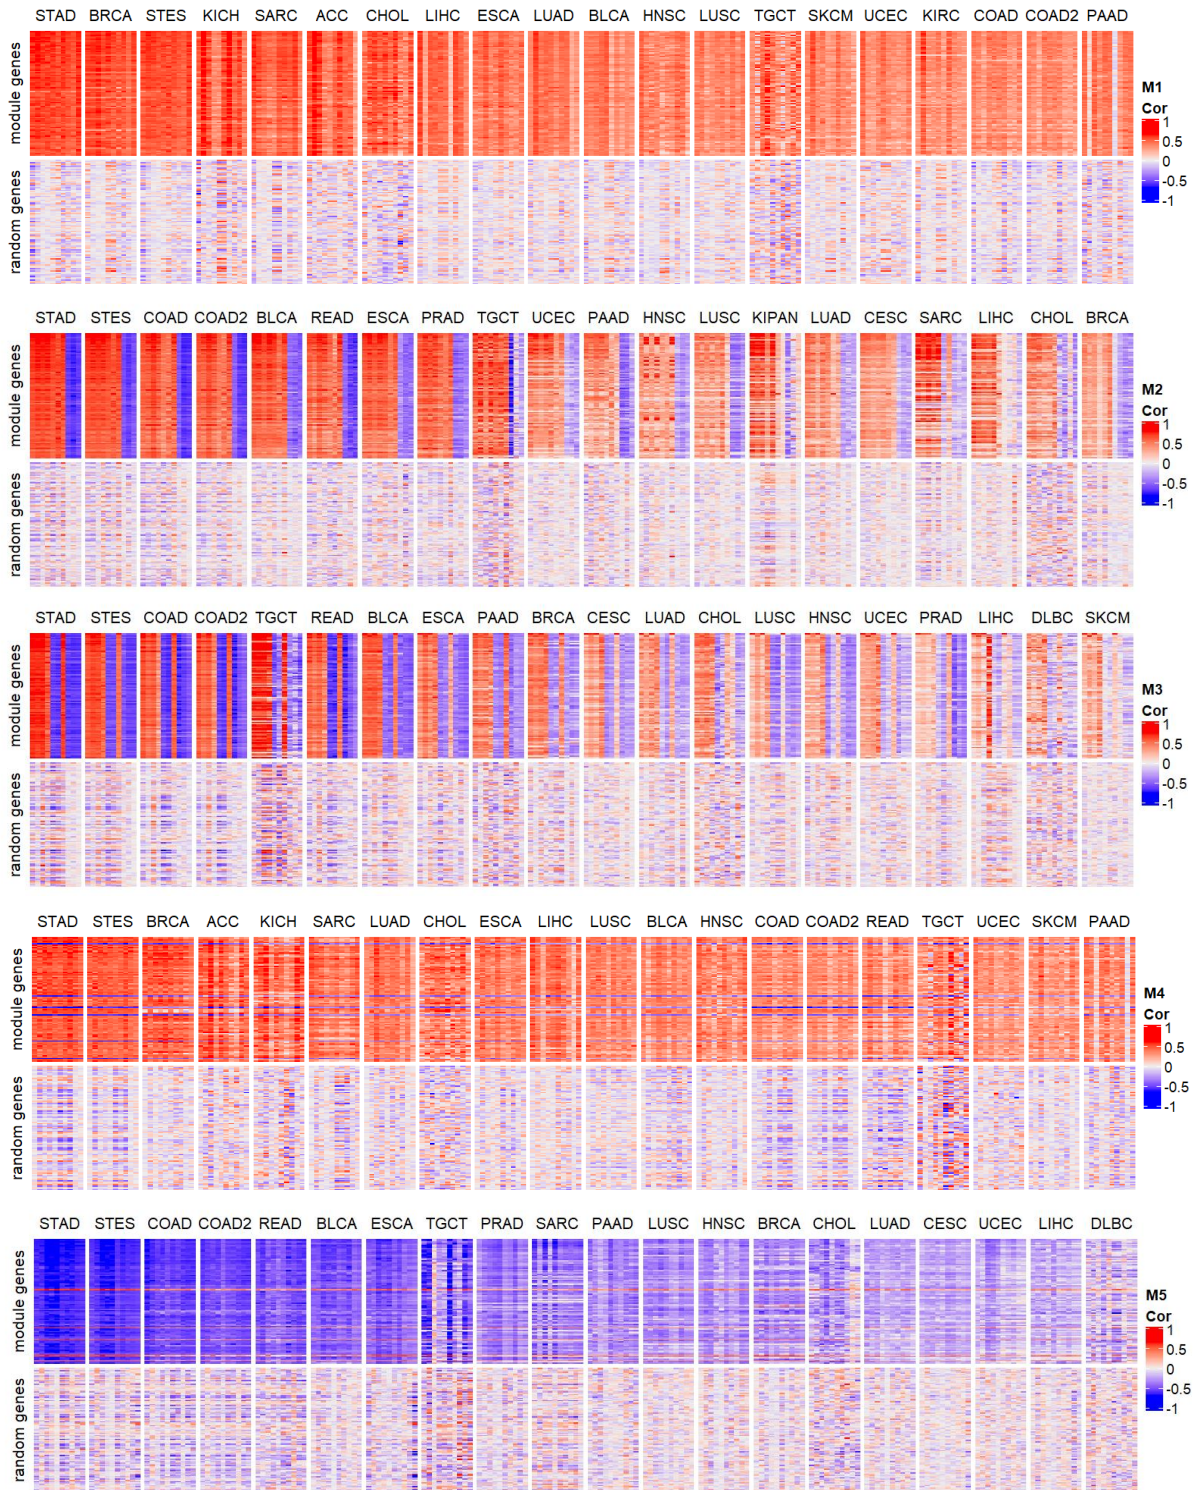 STAD BRCA STES KICH SARC ACC CHOL LIHC ESCA LUAD BLCA HNSC LUSC TGCT SKCM UCEC KIRC COAD COAD2 PAAD
module genes
random genes
M1
Cor
1
0.5
0
-0.5
-1
STAD STES COAD COAD2 BLCA READ ESCA PRAD TGCT UCEC PAAD HNSC LUSC KIPAN LUAD CESC SARC LIHC CHOL BRCA
module genes
random genes
M2
Cor
1
0.5
0
-0.5
-1
STAD STES COAD COAD2 TGCT READ BLCA ESCA PAAD BRCA CESC LUAD CHOL LUSC HNSC UCEC PRAD LIHC DLBC SKCM
module genes
random genes
M3
Cor
1
0.5
0
-0.5
-1
STAD STES BRCA ACC KICH SARC LUAD CHOL ESCA LIHC LUSC BLCA HNSC COAD COAD2 READ TGCT UCEC SKCM PAAD
module genes
random genes
M4
Cor
1
0.5
0
-0.5
-1
STAD STES COAD COAD2 READ BLCA ESCA TGCT PRAD SARC PAAD LUSC HNSC BRCA CHOL LUAD CESC UCEC LIHC DLBC
module genes
random genes
M5
Cor
1
0.5
0
-0.5
-1